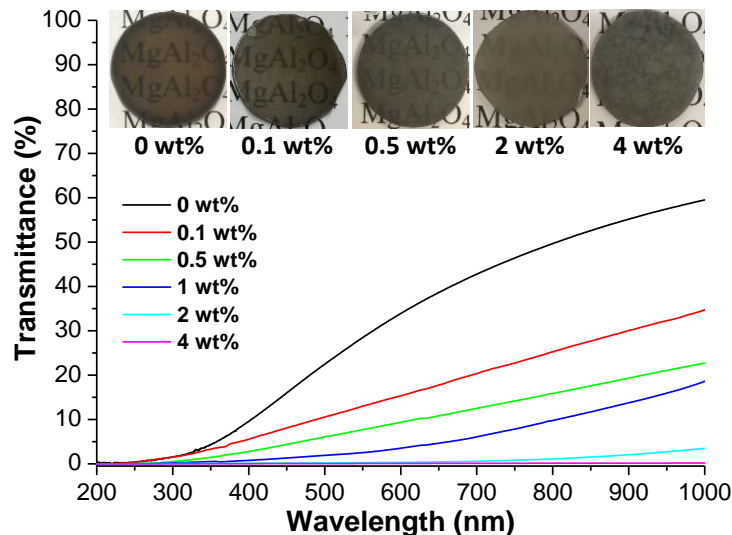 Transmittance (%)
100
90
80
70
60
50
40
30
20
10
0
MgAl₂O₄
MgAl₂O₄
MgAl₂O₄
0 wt%
0.1 wt%
0.5 wt%
2 wt%
4 wt%
0 wt%
0.1 wt%
0.5 wt%
1 wt%
2 wt%
4 wt%
200 300 400 500 600 700 800 900 1000
Wavelength (nm)